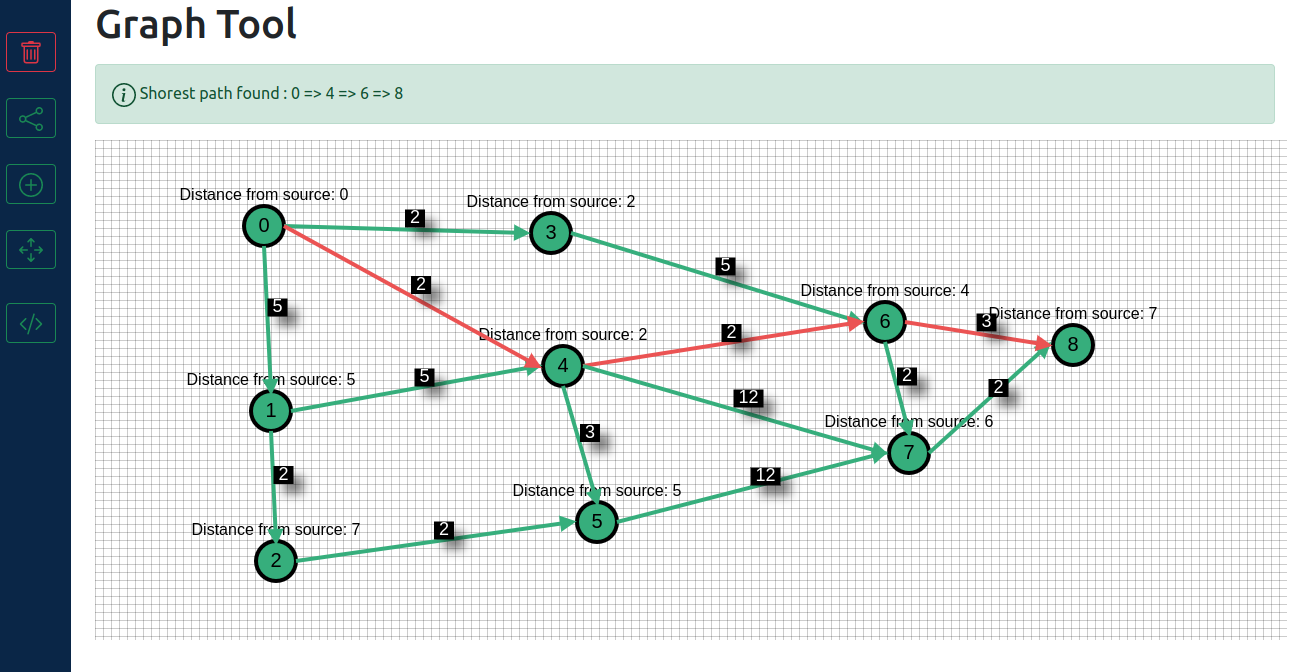 Graph Tool
Shorest path found : 0 => 4 => 6 => 8
Distance from source: 0
Distance from source: 2
0
2
3
5
2
5
Distance from source: 4
Distance from source: 7
6
3
8
Distance from source: 2
2
4
Distance from source: 5
5
1
12
2
2
Distance from source: 6
7
3
2
12
Distance from source: 5
5
Distance from source: 7
2
2